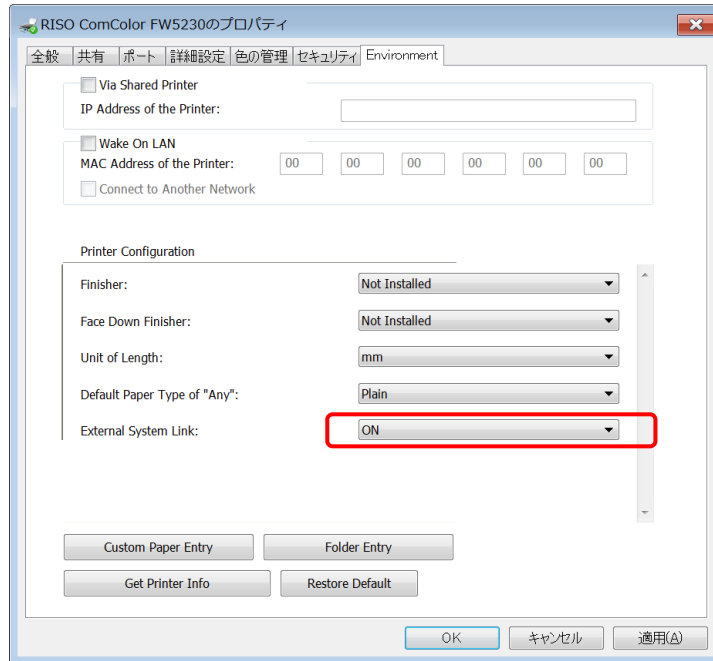 RISO ComColor FW5230のプロパティ
全般 共有 ポート 詳細設定 色の管理 セキュリティ Environment
Via Shared Printer
IP Address of the Printer:
Wake On LAN
MAC Address of the Printer: 00 00 00 00 00 00
Connect to Another Network
Printer Configuration
Finisher: Not Installed
Face Down Finisher: Not Installed
Unit of Length: mm
Default Paper Type of "Any": Plain
External System Link: ON
Custom Paper Entry Folder Entry
Get Printer Info Restore Default
OK キャンセル 適用(A)